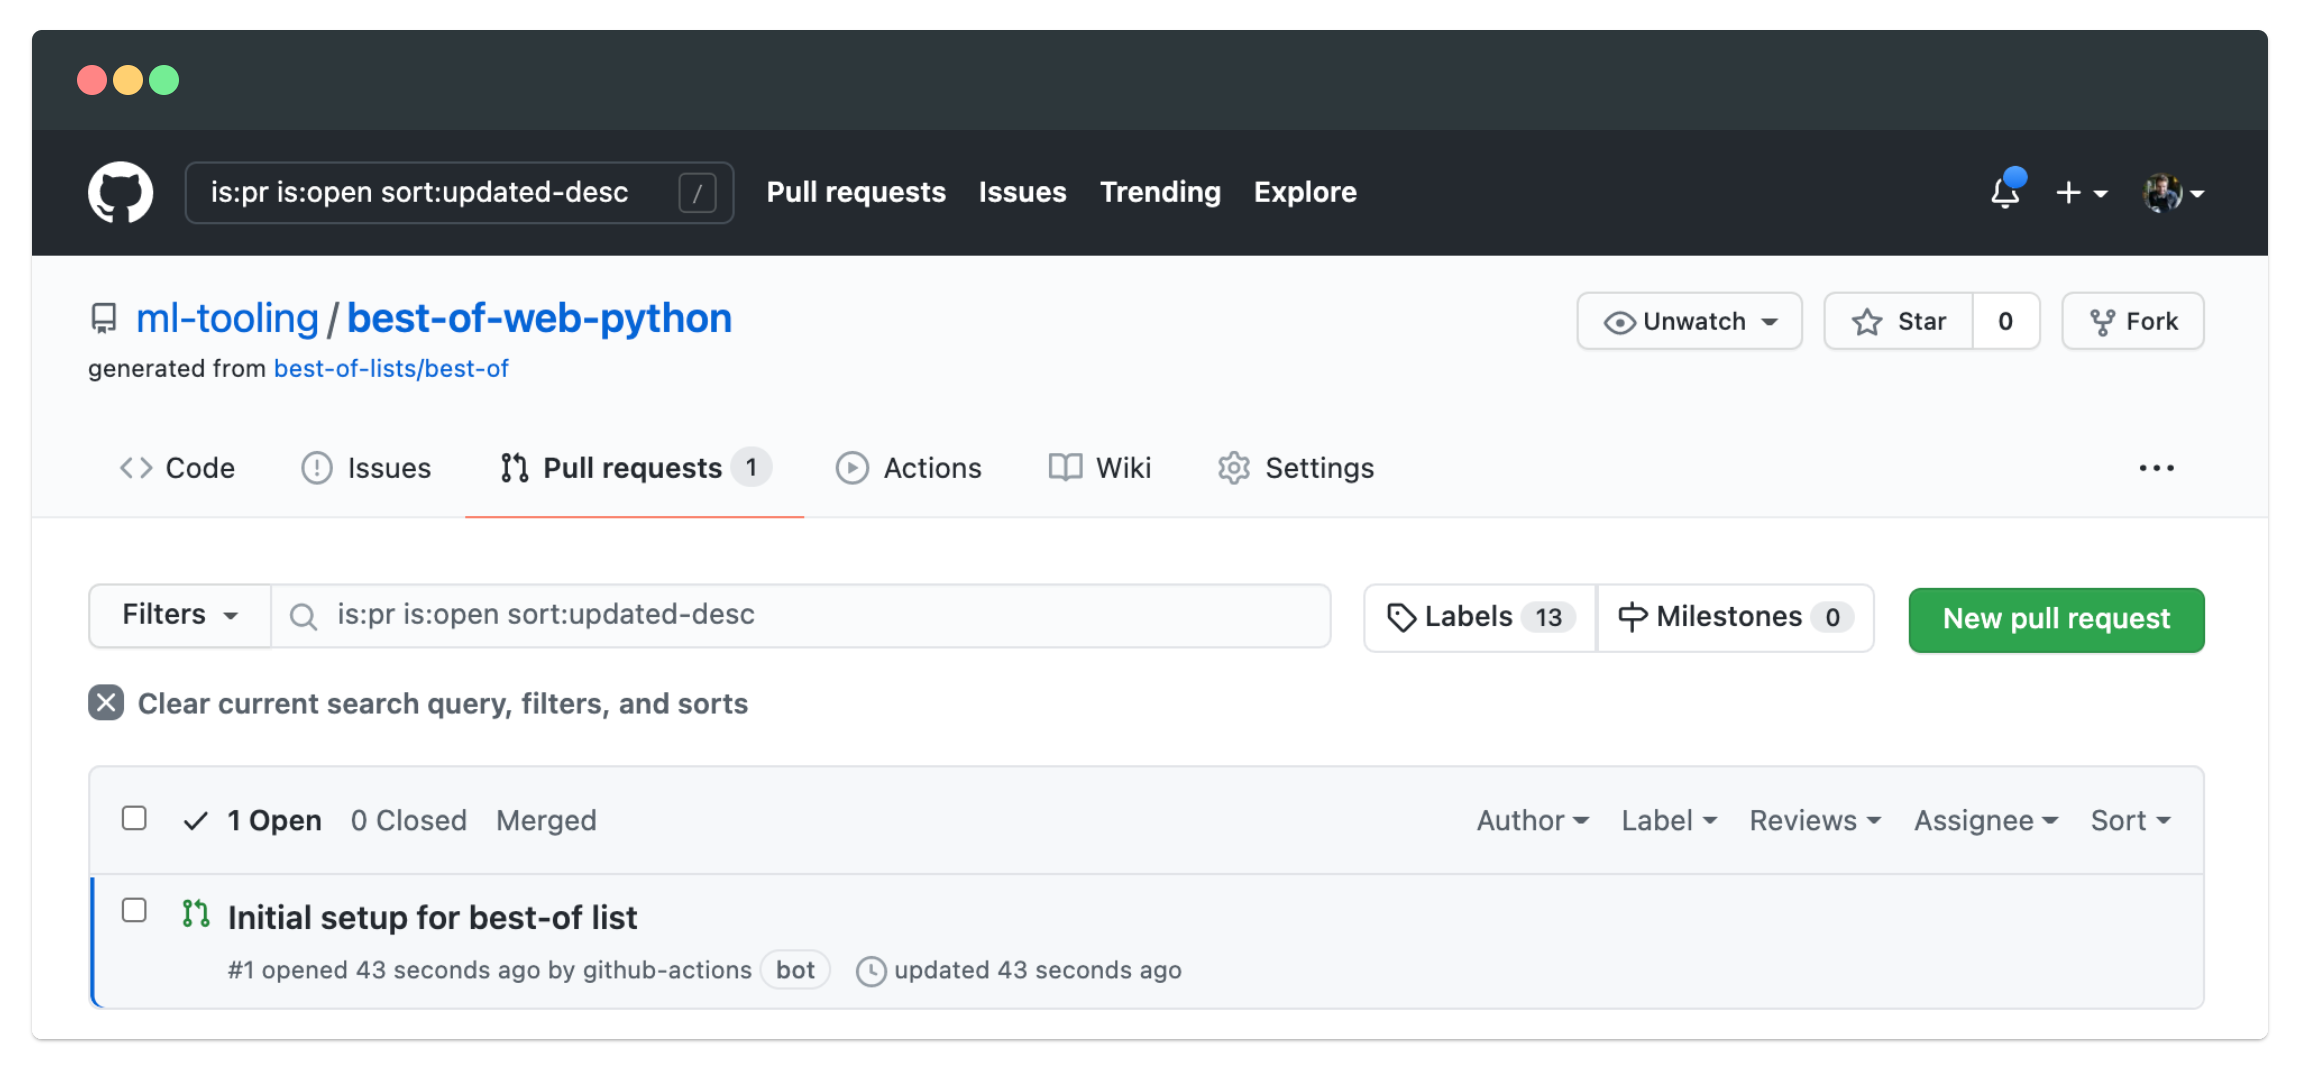 is:pr is:open sort:updated-desc / Pull requests Issues Trending Explore
ml-tooling / best-of-web-python Unwatch Star 0 Fork
generated from best-of-lists/best-of
Code Issues Pull requests 1 Actions Wiki Settings
Filters is:pr is:open sort:updated-desc Labels 13 Milestones 0 New pull request
Clear current search query, filters, and sorts
1 Open 0 Closed Merged Author Label Reviews Assignee Sort
Initial setup for best-of list
#1 opened 43 seconds ago by github-actions bot updated 43 seconds ago